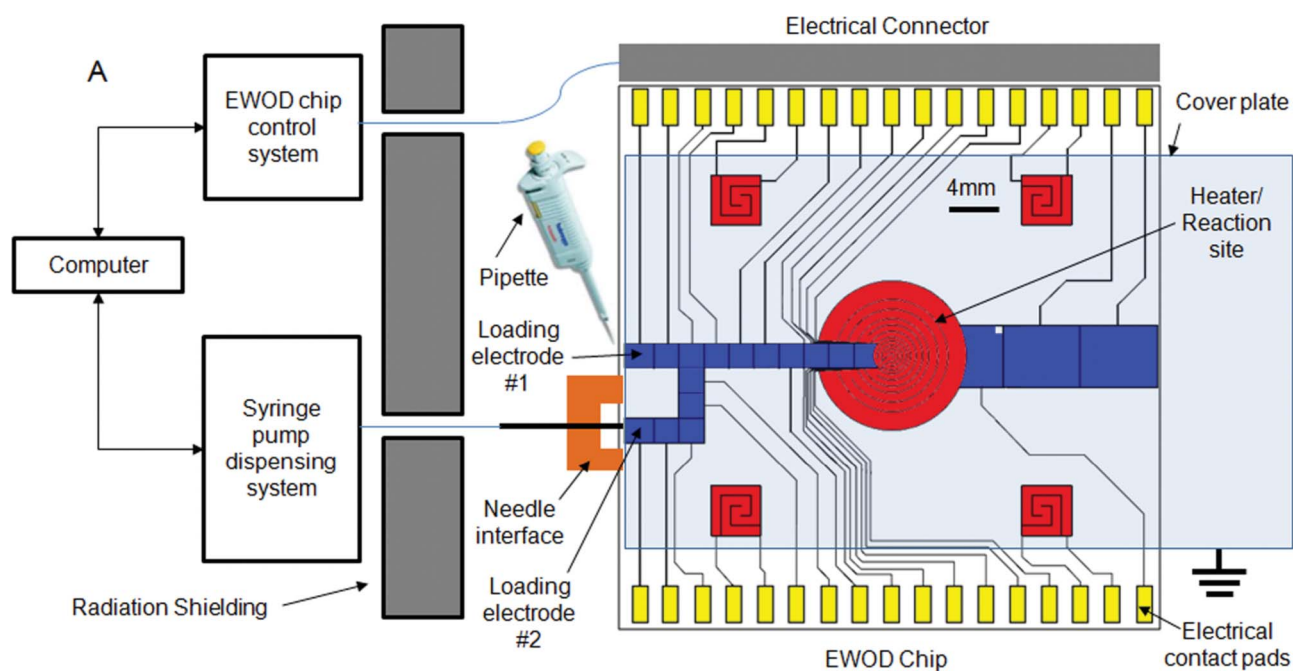 A
Electrical Connector
EWOD chip
control
system
Cover plate
4mm
Heater/
Reaction
site
Computer
Pipette
Loading
electrode
#1
Syringe
pump
dispensing
system
Needle
interface
Radiation Shielding
Loading
electrode
#2
Electrical
contact pads
EWOD Chip